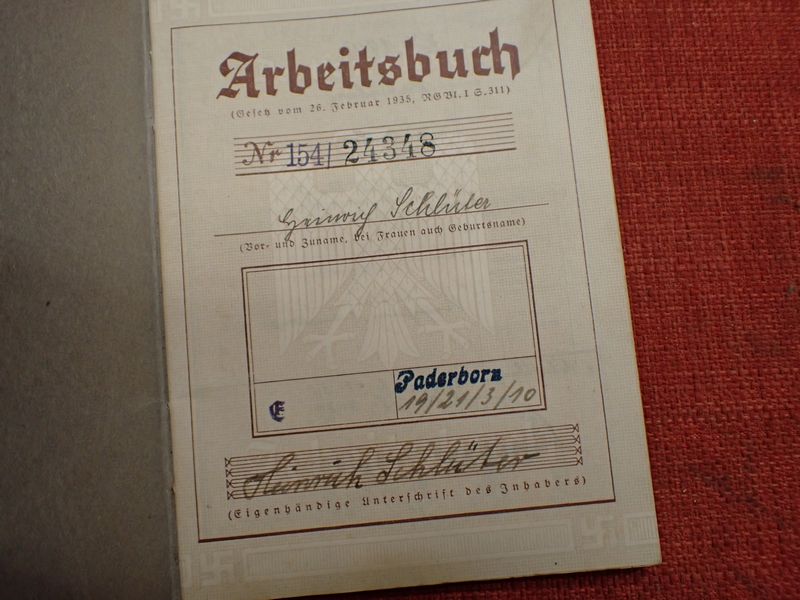 Arbeitsbuch
(Gesetz vom 26. Februar 1935, RGBl. I S. 311)
Nr 154/24348
Heinrich Schlüter
(Vor- und Zuname, bei Frauen auch Geburtsname)
E
Paderborn
19/21/3/10
Heinrich Schlüter
(Eigenhändige Unterschrift des Inhabers)